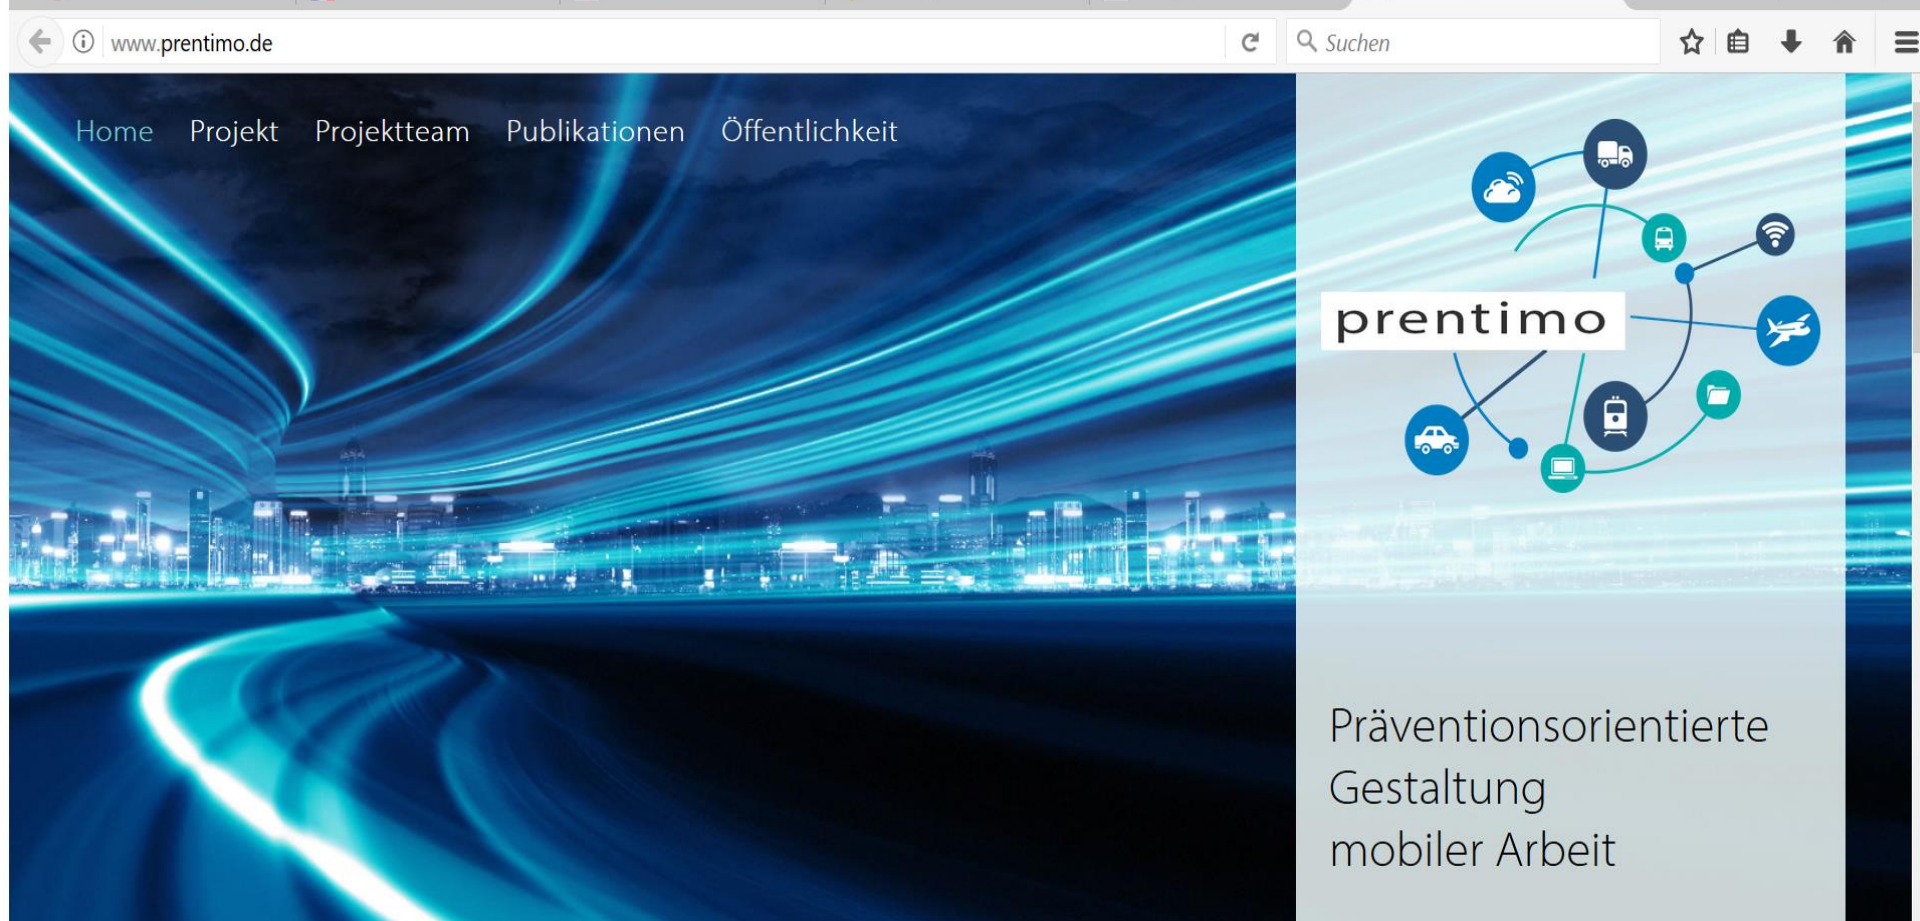 www.prentimo.de
Suchen
Home Projekt Projektteam Publikationen Öffentlichkeit
prentimo
Präventionsorientierte
Gestaltung
mobiler Arbeit